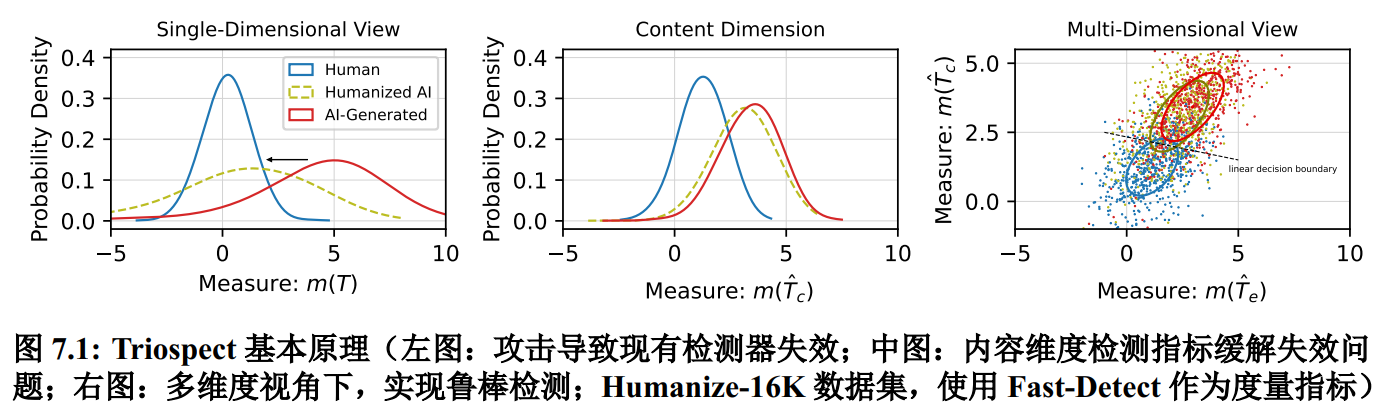 Single-Dimensional View
Probability Density
0.4
0.3
0.2
0.1
0.0
Human
Humanized AI
AI-Generated
−5
0
5
10
Measure: m(T)
Content Dimension
Probability Density
0.4
0.3
0.2
0.1
0.0
−5
0
5
10
Measure: m(T̂_c)
Multi-Dimensional View
Measure: m(T̂_c)
5.0
2.5
0.0
linear decision boundary
−5
0
5
10
Measure: m(T̂_e)
图 7.1: Triospect 基本原理（左图：攻击导致现有检测器失效；中图：内容维度检测指标缓解失效问
题；右图：多维度视角下，实现鲁棒检测；Humanize-16K 数据集，使用 Fast-Detect 作为度量指标）